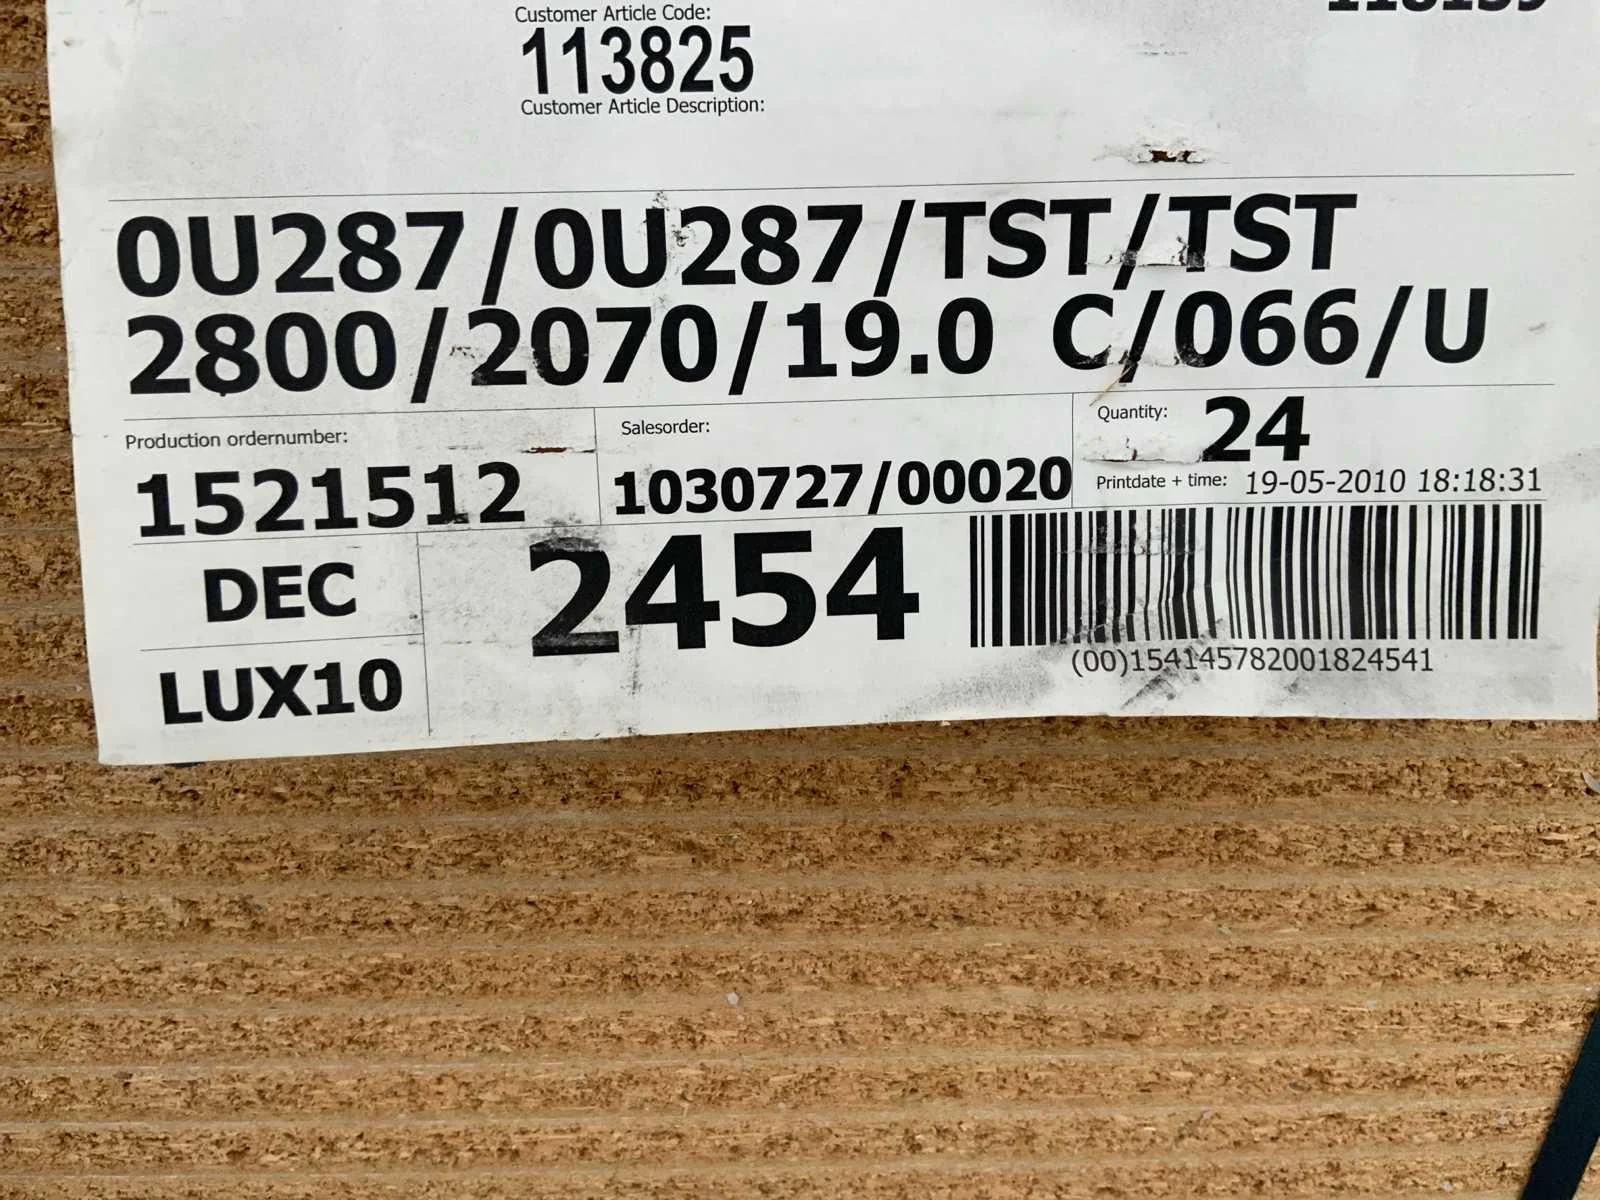 Customer Article Code:
113825
Customer Article Description:
0U287/0U287/TST/TST
2800/2070/19.0 C/066/U
Production ordernumber:
1521512
Salesorder:
1030727/00020
Quantity: 24
Printdate + time: 19-05-2010 18:18:31
DEC
LUX10
2454
(00)154145782001824541